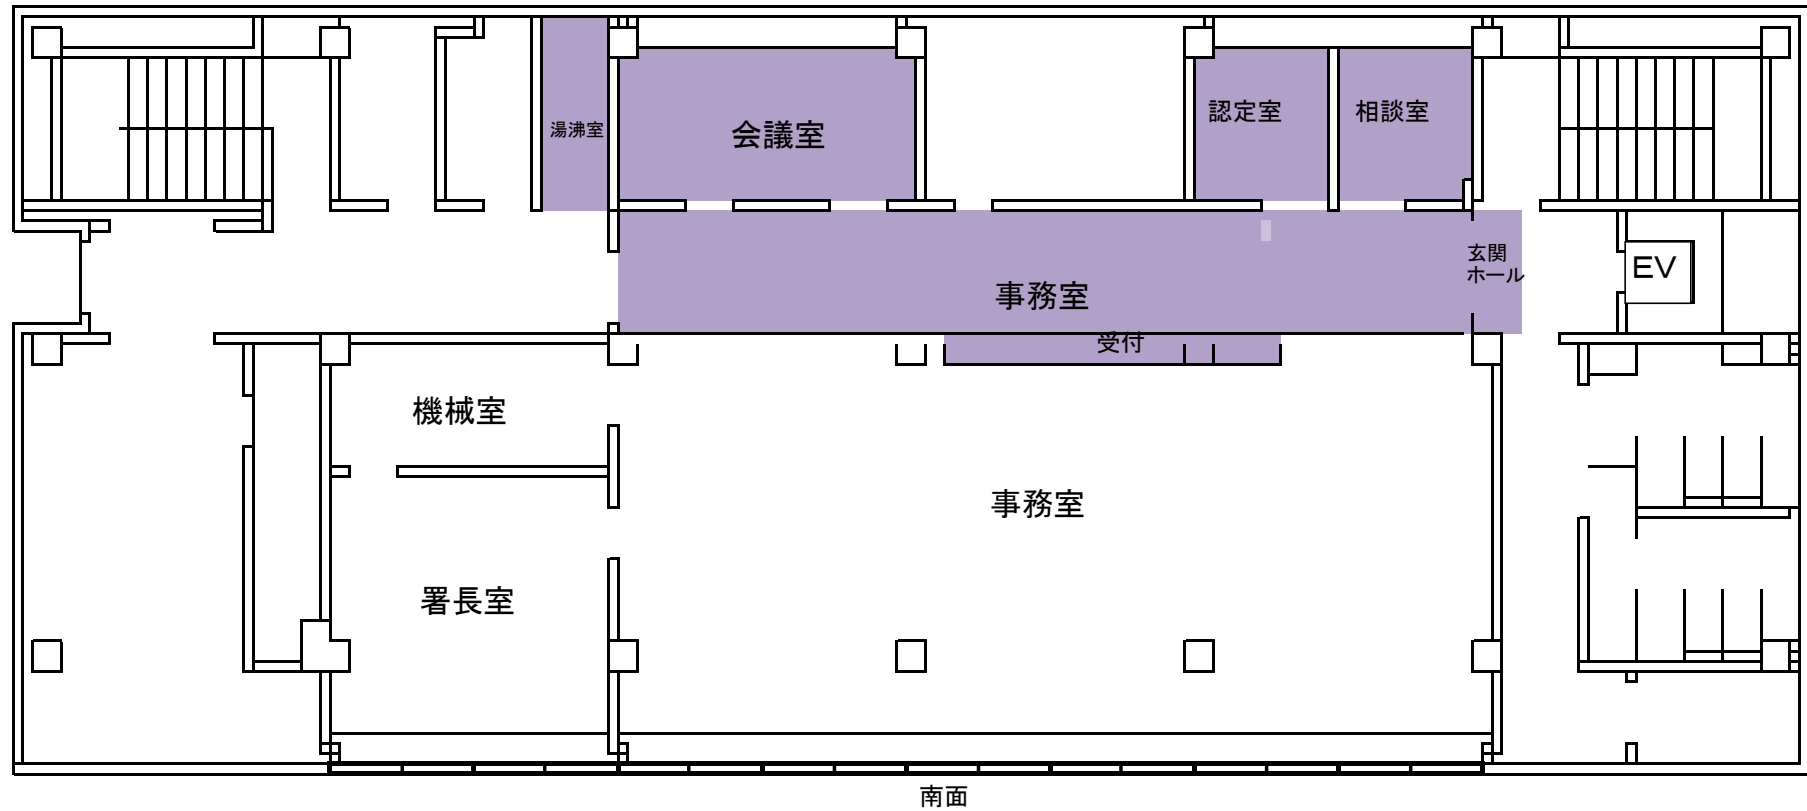 湯沸室
会議室
認定室
相談室
玄関
ホール
EV
事務室
受付
機械室
事務室
署長室
南面